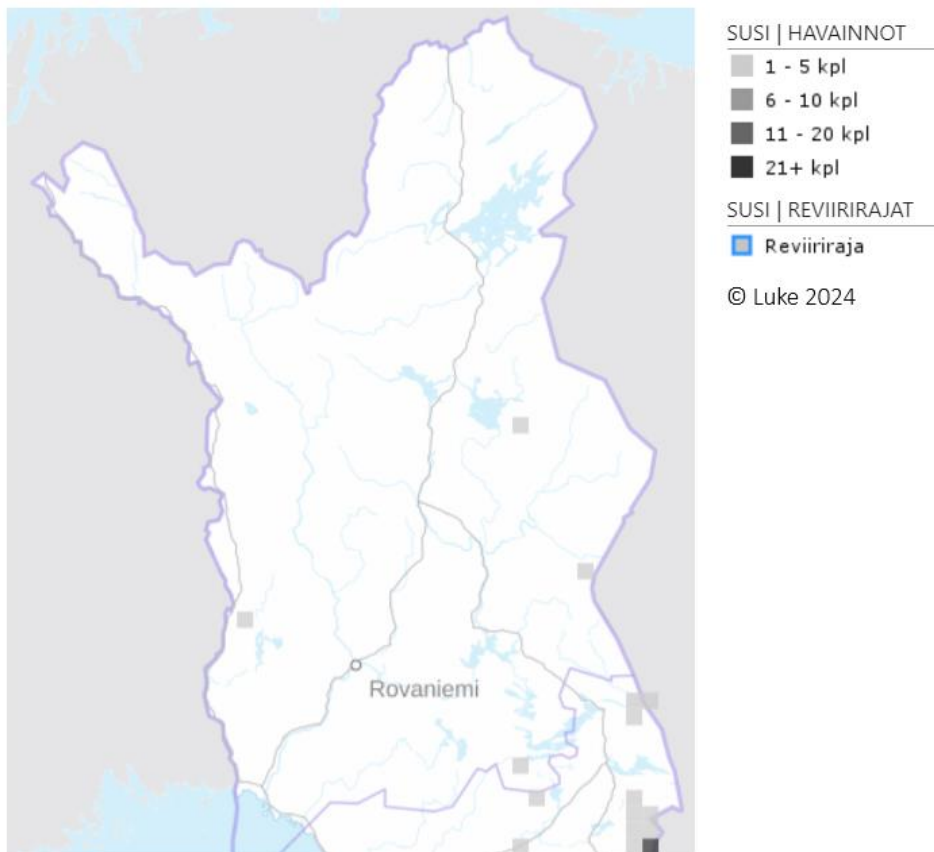 SUSI | HAVAINNOT
1 - 5 kpl
6 - 10 kpl
11 - 20 kpl
21+ kpl
SUSI | REVIIRIRAJAT
Reviiriraja
© Luke 2024
Rovaniemi